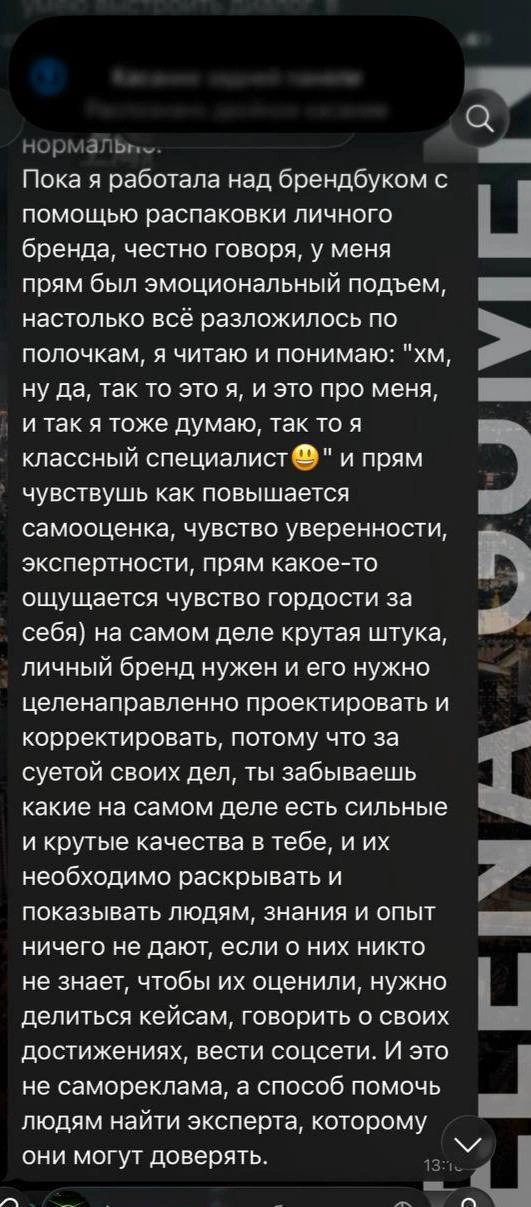 нормально.
Пока я работала над брендбуком с
помощью распаковки личного
бренда, честно говоря, у меня
прям был эмоциональный подъем,
настолько всё разложилось по
полочкам, я читаю и понимаю: "хм,
ну да, так то это я, и это про меня,
и так я тоже думаю, так то я
классный специалист😃" и прям
чувствушь как повышается
самооценка, чувство уверенности,
экспертности, прям какое-то
ощущается чувство гордости за
себя) на самом деле крутая штука,
личный бренд нужен и его нужно
целенаправленно проектировать и
корректировать, потому что за
суетой своих дел, ты забываешь
какие на самом деле есть сильные
и крутые качества в тебе, и их
необходимо раскрывать и
показывать людям, знания и опыт
ничего не дают, если о них никто
не знает, чтобы их оценили, нужно
делиться кейсам, говорить о своих
достижениях, вести соцсети. И это
не самореклама, а способ помочь
людям найти эксперта, которому
они могут доверять.